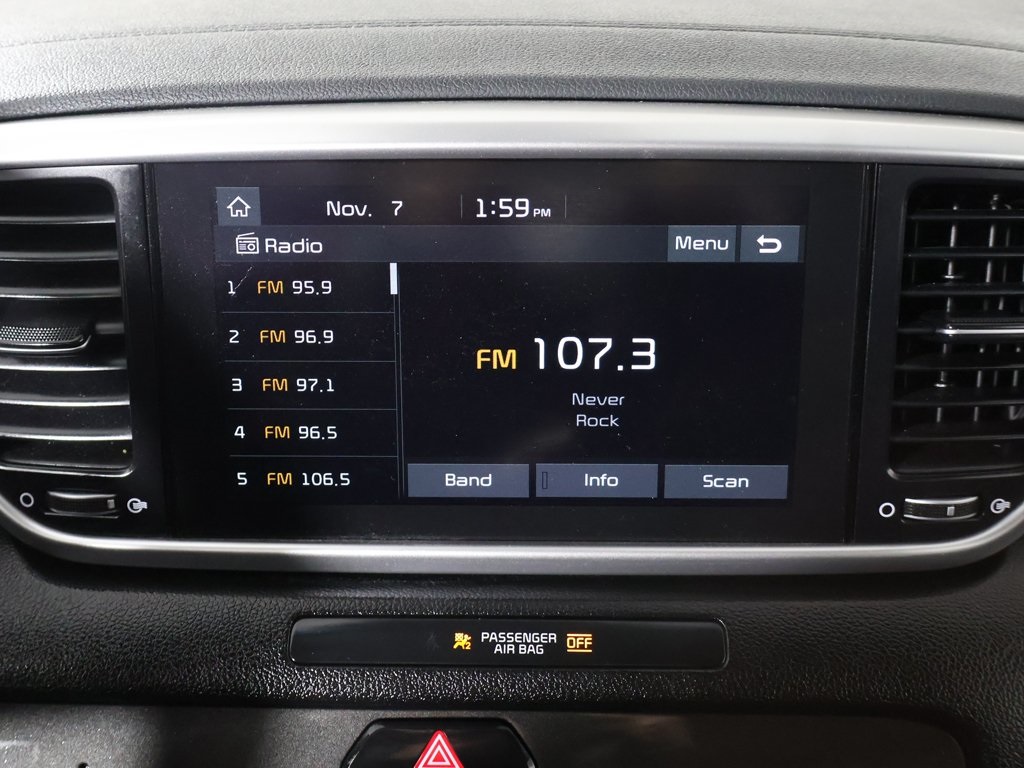 Nov. 7 1:59 PM
Radio Menu
1 FM 95.9
2 FM 96.9
3 FM 97.1
4 FM 96.5
5 FM 106.5
FM 107.3
Never
Rock
Band Info Scan
PASSENGER
AIR BAG OFF